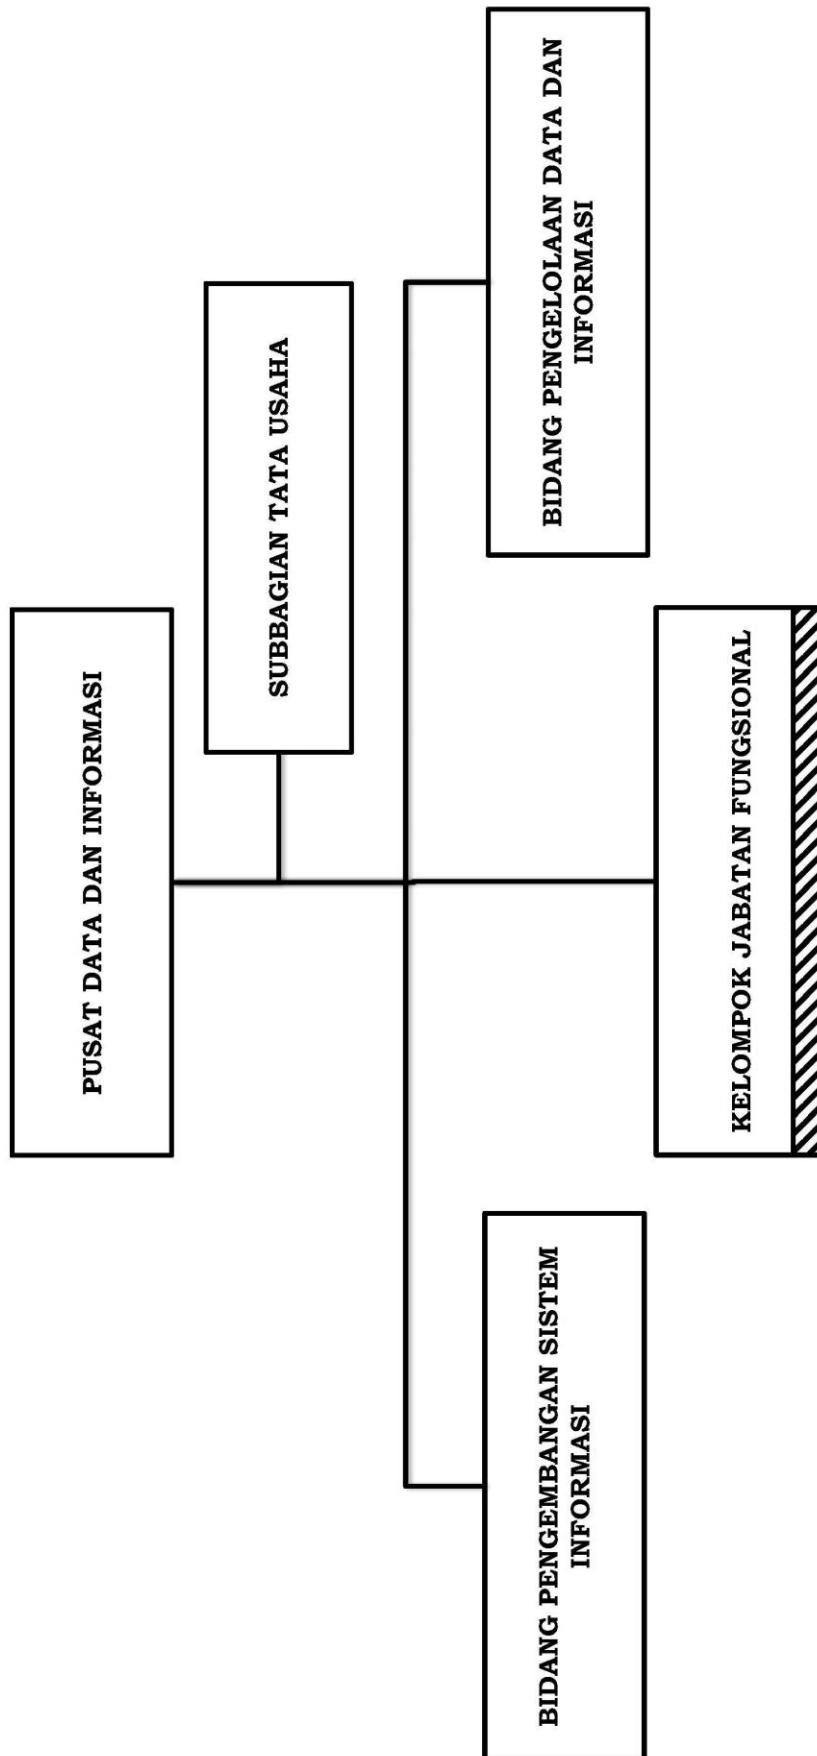 PUSAT DATA DAN INFORMASI
SUBBAGIAN TATA USAHA
BIDANG PENGEMBANGAN SISTEM
INFORMASI
BIDANG PENGELOLAAN DATA DAN
INFORMASI
KELOMPOK JABATAN FUNGSIONAL